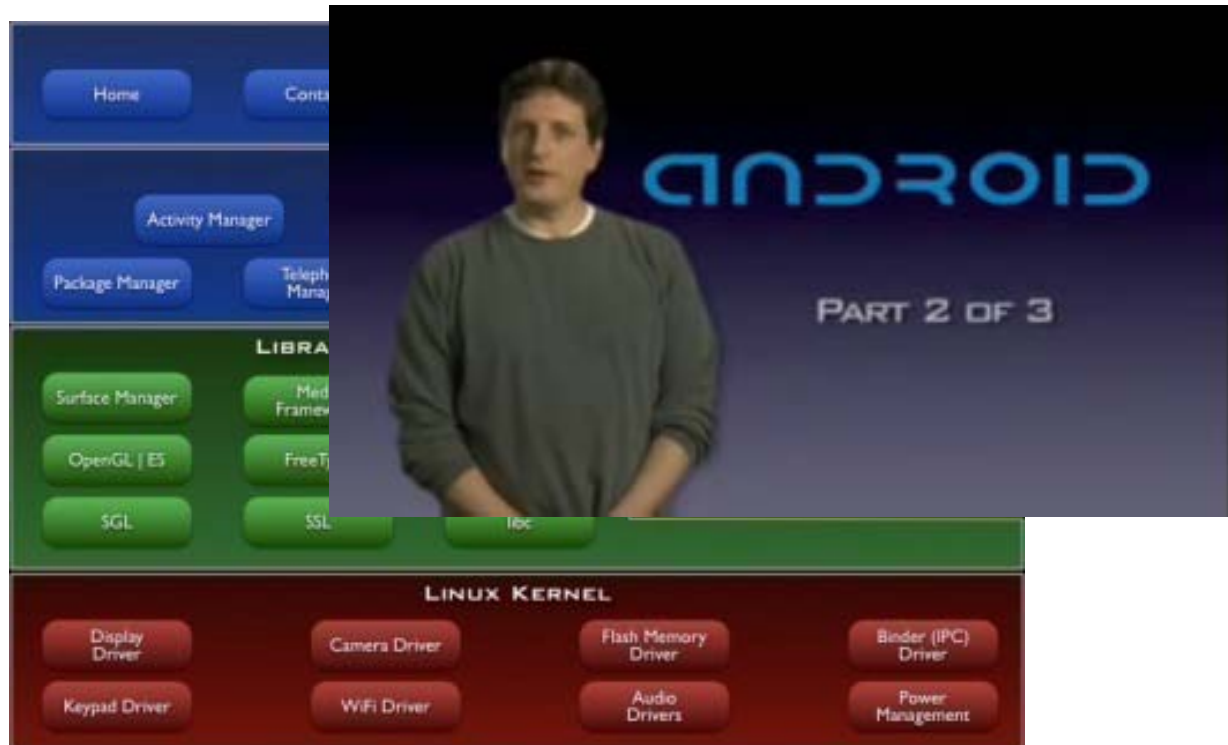 Home
ANDROID
PART 2 OF 3
Activity Manager
Package Manager
Surface Manager
OpenGL | ES
SGL
SSL
libc
LINUX KERNEL
Display
Driver
Camera Driver
Flash Memory
Driver
Binder (IPC)
Driver
Keypad Driver
WiFi Driver
Audio
Drivers
Power
Management